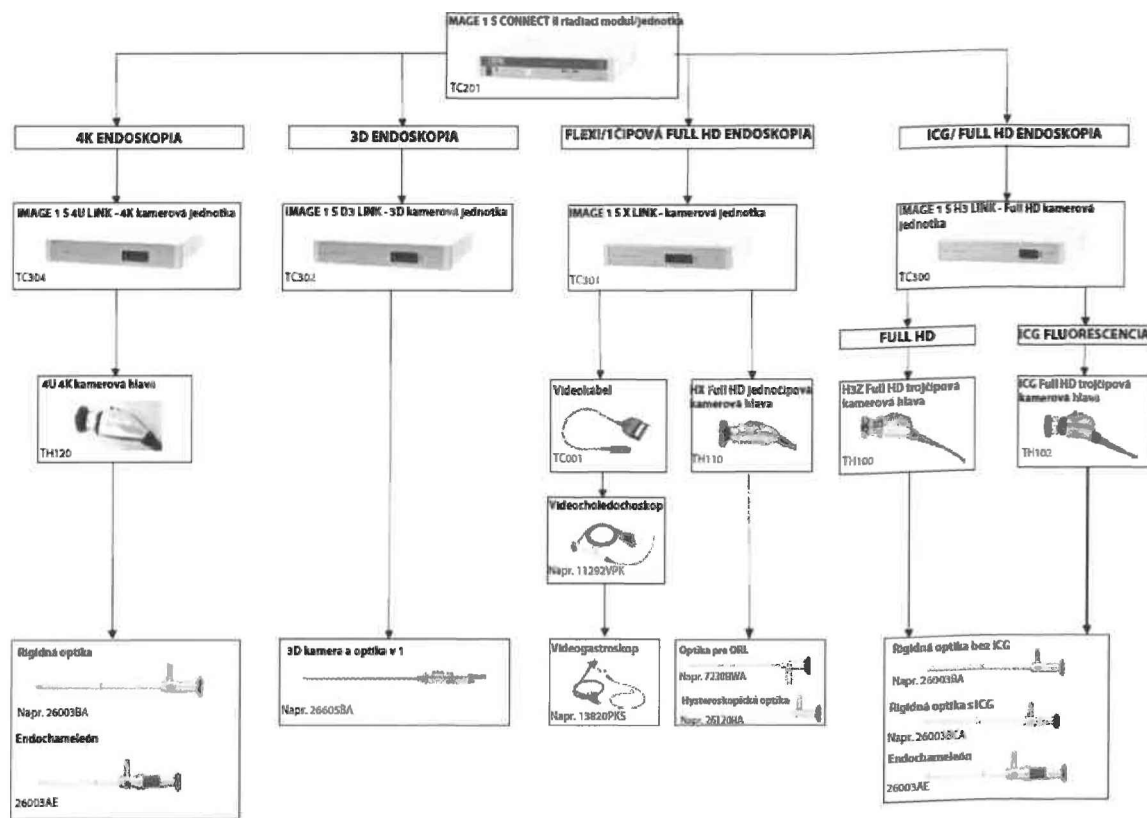 IMAGE 1 S CONNECT II riadiaci modul/jednotka
TC201
4K ENDOSKOPIA
3D ENDOSKOPIA
FLEXI/1ČIPOVÁ FULL HD ENDOSKOPIA
ICG/ FULL HD ENDOSKOPIA
IMAGE 1 S 4U LINK - 4K kamerová jednotka
TC304
IMAGE 1 S D3 LINK - 3D kamerová jednotka
TC302
IMAGE 1 S X LINK - kamerová jednotka
TC301
IMAGE 1 S H3 LINK - Full HD kamerová
jednotka
TC300
FULL HD
ICG FLUORESCENCIA
4U 4K kamerová hlava
TH120
Videokábel
TC001
HX Full HD jednočipová
kamerová hlava
TH110
H3Z Full HD trojčipová
kamerová hlava
TH100
ICG Full HD trojčipová
kamerová hlava
TH102
Videocholedochoskop
Napr. 11292VPK
Rigidná optika
Napr. 26003BA
Endochameleón
26003AE
3D kamera a optika v 1
Napr. 26605BA
Videogastroskop
Napr. 13820PKS
Optika pre ORL
Napr. 7230BWA
Hysteroskopická optika
Napr. 26120HA
Rigidná optika bez ICG
Napr. 26003BA
Rigidná optika s ICG
Napr. 26003BCA
Endochameleón
26003AE